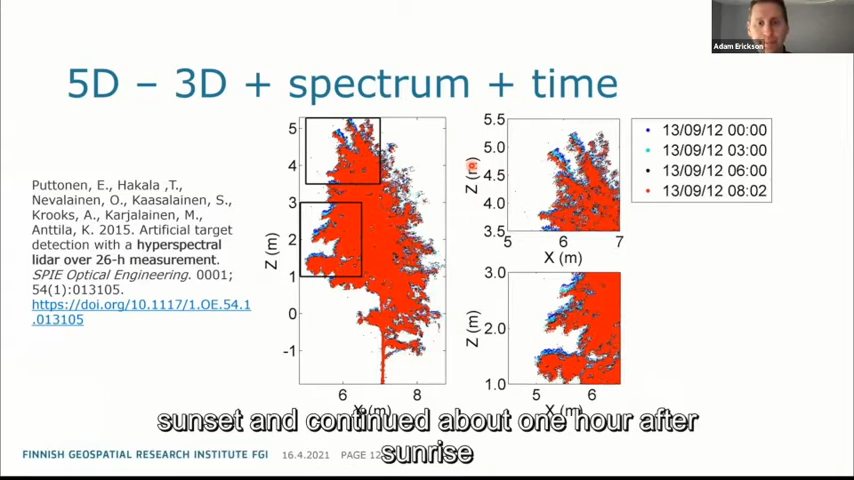 Adam Erickson
5D – 3D + spectrum + time
Puttonen, E., Hakala ,T.,
Nevalainen, O., Kaasalainen, S.,
Krooks, A., Karjalainen, M.,
Anttila, K. 2015. Artificial target
detection with a hyperspectral
lidar over 26-h measurement.
SPIE Optical Engineering. 0001;
54(1):013105.
https://doi.org/10.1117/1.OE.54.1
.013105
5
4
3
2
1
0
-1
Z (m)
6
8
X (m)
5.5
5.0
4.5
4.0
3.5
Z (m)
5
6
7
X (m)
3.0
2.0
1.0
Z (m)
5
6
X (m)
13/09/12 00:00
13/09/12 03:00
13/09/12 06:00
13/09/12 08:02
sunset and continued about one hour after
sunrise
FINNISH GEOSPATIAL RESEARCH INSTITUTE FGI
16.4.2021
PAGE 12